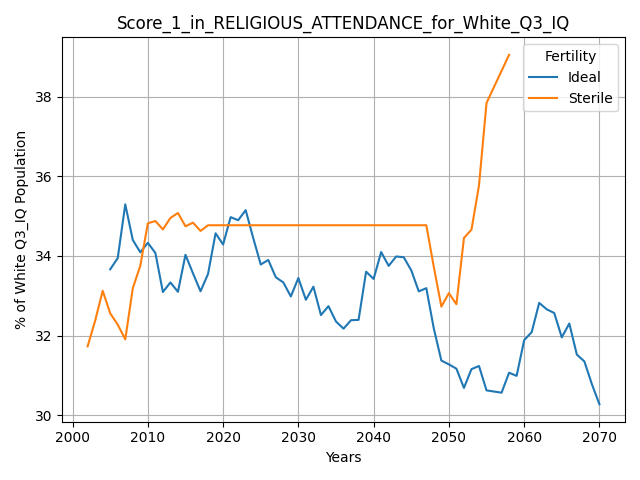 Score_1_in_RELIGIOUS_ATTENDANCE_for_White_Q3_IQ
Fertility
Ideal
Sterile
% of White Q3_IQ Population
38
36
34
32
30
2000 2010 2020 2030 2040 2050 2060 2070
Years